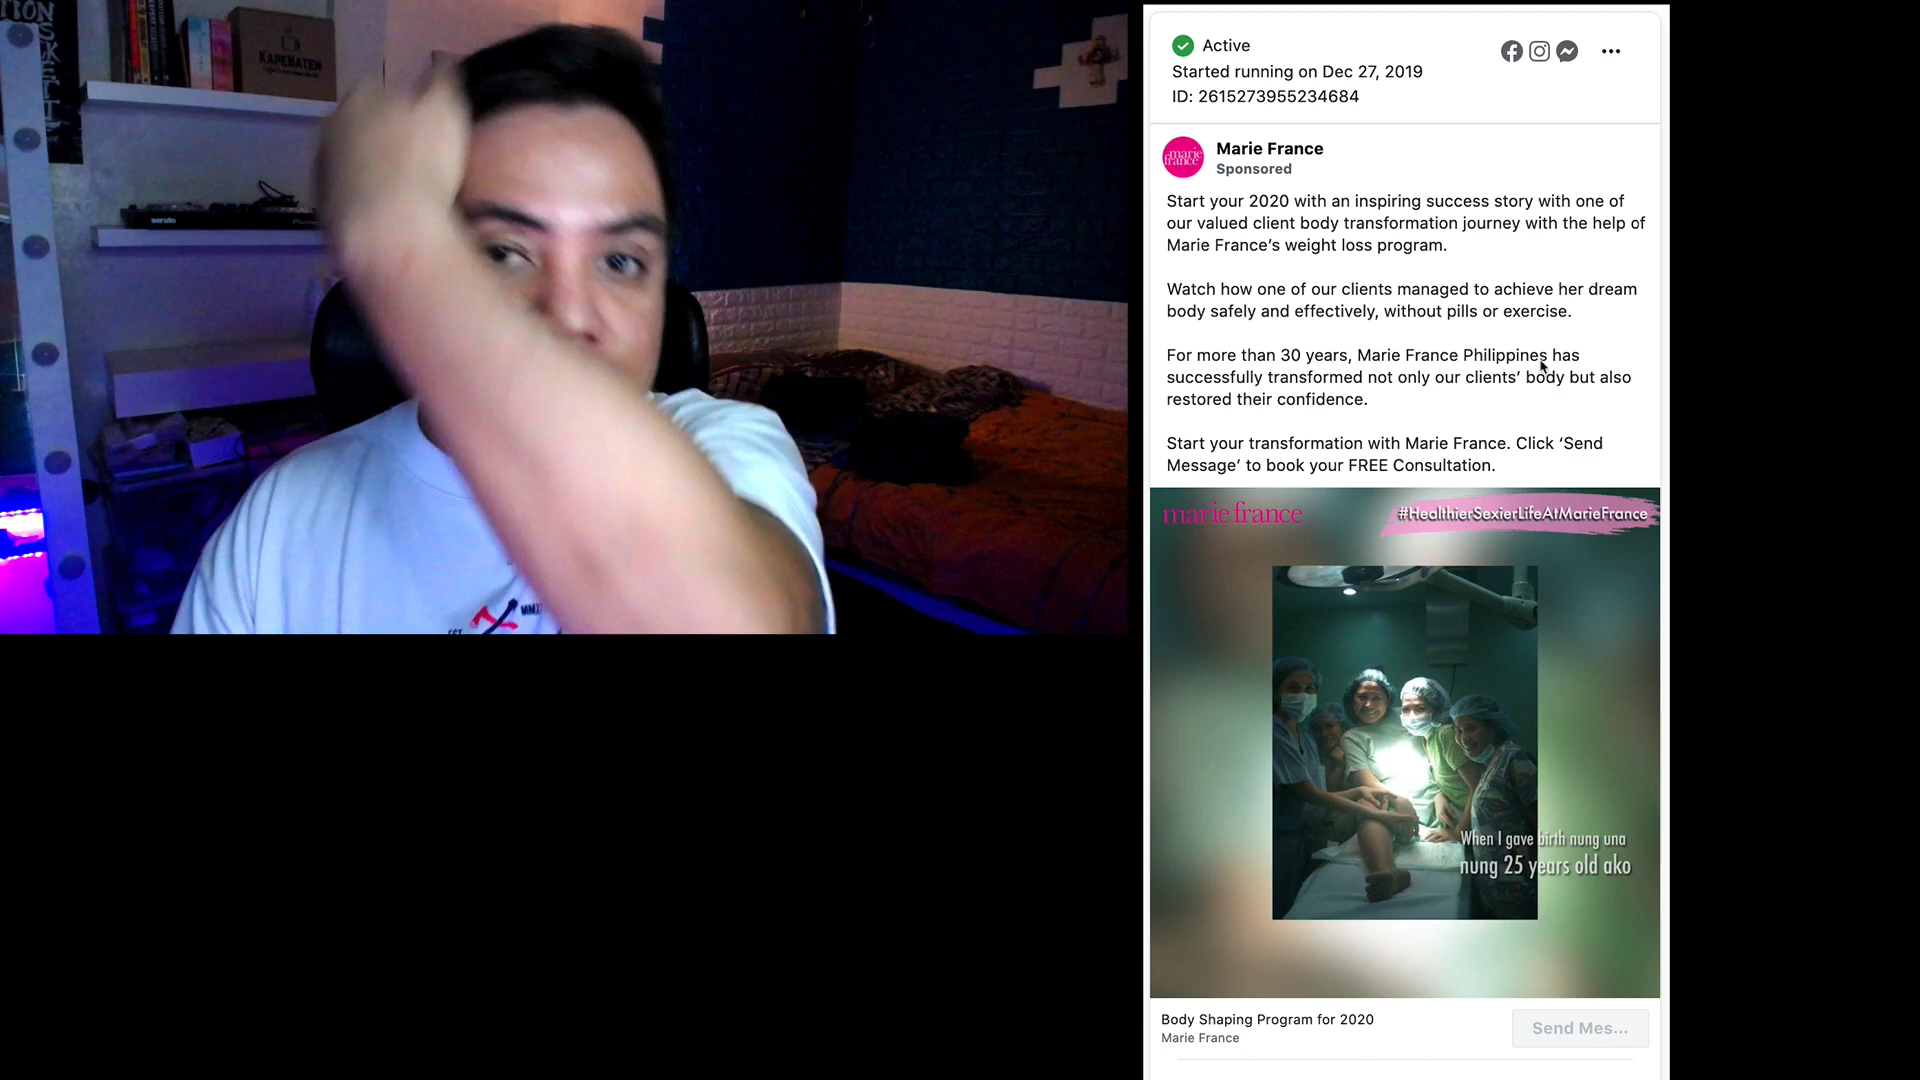 KAPENATEN
serato
Active
Started running on Dec 27, 2019
ID: 2615273955234684
marie
france
Marie France
Sponsored
Start your 2020 with an inspiring success story with one of
our valued client body transformation journey with the help of
Marie France’s weight loss program.
Watch how one of our clients managed to achieve her dream
body safely and effectively, without pills or exercise.
For more than 30 years, Marie France Philippines has
successfully transformed not only our clients’ body but also
restored their confidence.
Start your transformation with Marie France. Click ‘Send
Message’ to book your FREE Consultation.
marie france
#HealthierSexierLifeAtMarieFrance
When I gave birth nung una
nung 25 years old ako
Body Shaping Program for 2020
Marie France
Send Mes...